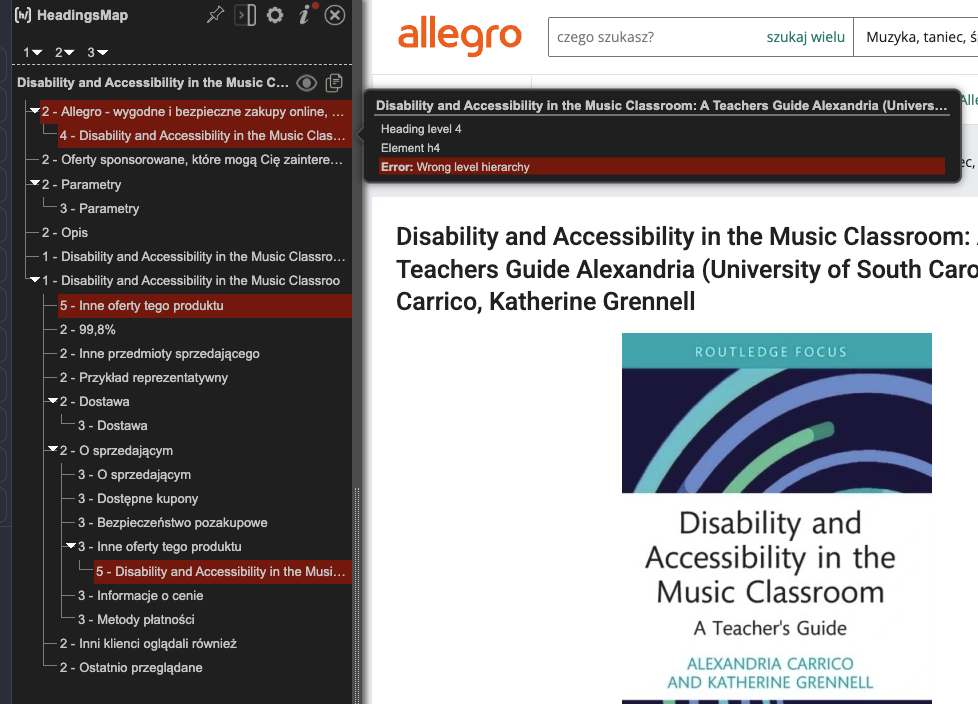 HeadingsMap
1 2 3
Disability and Accessibility in the Music C...
2 - Allegro - wygodne i bezpieczne zakupy online, ...
4 - Disability and Accessibility in the Music Clas...
2 - Oferty sponsorowane, które mogą Cię zaintere...
2 - Parametry
3 - Parametry
2 - Opis
1 - Disability and Accessibility in the Music Classro...
1 - Disability and Accessibility in the Music Classroo
5 - Inne oferty tego produktu
2 - 99,8%
2 - Inne przedmioty sprzedającego
2 - Przykład reprezentatywny
2 - Dostawa
3 - Dostawa
2 - O sprzedającym
3 - O sprzedającym
3 - Dostępne kupony
3 - Bezpieczeństwo pozakupowe
3 - Inne oferty tego produktu
5 - Disability and Accessibility in the Musi...
3 - Informacje o cenie
3 - Metody płatności
2 - Inni klienci oglądali również
2 - Ostatnio przeglądane
allegro
czego szukasz? szukaj wielu Muzyka, taniec, ś
Disability and Accessibility in the Music Classroom: A Teachers Guide Alexandria (Univers...
Heading level 4
Element h4
Error: Wrong level hierarchy
Alle
ec,
Disability and Accessibility in the Music Classroom:
Teachers Guide Alexandria (University of South Caro
Carrico, Katherine Grennell
ROUTLEDGE FOCUS
Disability and
Accessibility in the
Music Classroom
A Teacher's Guide
ALEXANDRIA CARRICO
AND KATHERINE GRENNELL